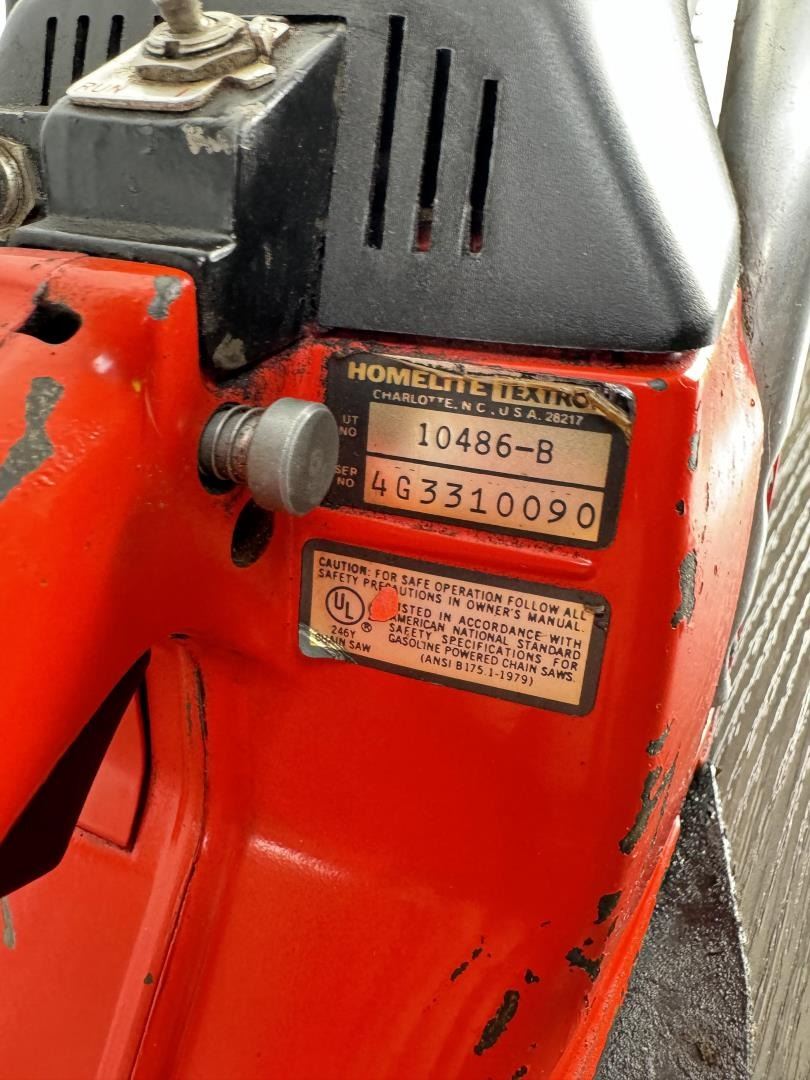 RUN
HOMELITE TEXTRO
CHARLOTTE, N.C., U.S.A. 28217
UT
NO
10486-B
SER
NO
4G3310090
CAUTION: FOR SAFE OPERATION FOLLOW ALL
SAFETY PRECAUTIONS IN OWNER'S MANUAL.
UL ®
246Y
CHAIN SAW
LISTED IN ACCORDANCE WITH
AMERICAN NATIONAL STANDARD
SAFETY SPECIFICATIONS FOR
GASOLINE POWERED CHAIN SAWS.
(ANSI B175.1-1979)